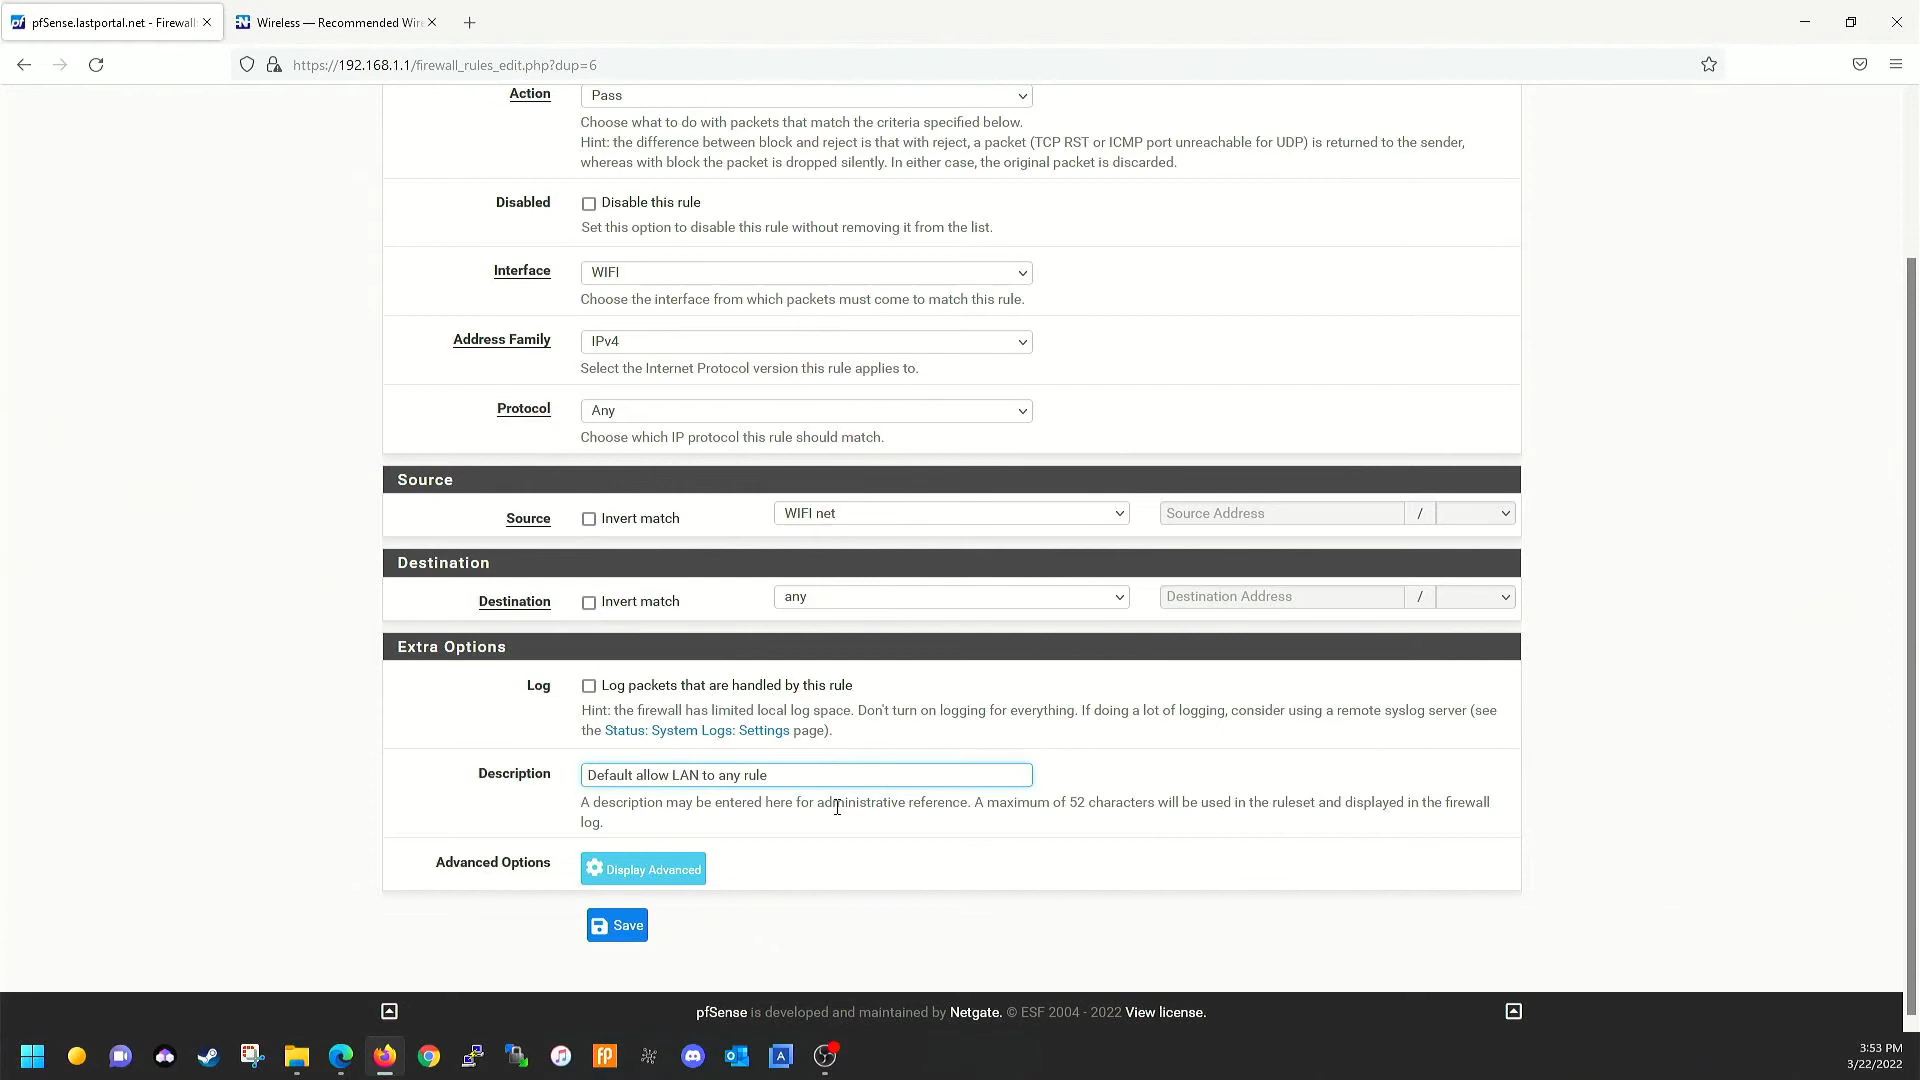 pfSense.lastportal.net - Firewall
Wireless — Recommended Wire
https://192.168.1.1/firewall_rules_edit.php?dup=6
Action
Pass
Choose what to do with packets that match the criteria specified below.
Hint: the difference between block and reject is that with reject, a packet (TCP RST or ICMP port unreachable for UDP) is returned to the sender,
whereas with block the packet is dropped silently. In either case, the original packet is discarded.
Disabled
Disable this rule
Set this option to disable this rule without removing it from the list.
Interface
WIFI
Choose the interface from which packets must come to match this rule.
Address Family
IPv4
Select the Internet Protocol version this rule applies to.
Protocol
Any
Choose which IP protocol this rule should match.
Source
Source
Invert match
WIFI net
Source Address
/
Destination
Destination
Invert match
any
Destination Address
/
Extra Options
Log
Log packets that are handled by this rule
Hint: the firewall has limited local log space. Don't turn on logging for everything. If doing a lot of logging, consider using a remote syslog server (see
the Status: System Logs: Settings page).
Description
Default allow LAN to any rule
A description may be entered here for administrative reference. A maximum of 52 characters will be used in the ruleset and displayed in the firewall
log.
Advanced Options
Display Advanced
Save
pfSense is developed and maintained by Netgate. © ESF 2004 - 2022 View license.
3:53 PM
3/22/2022